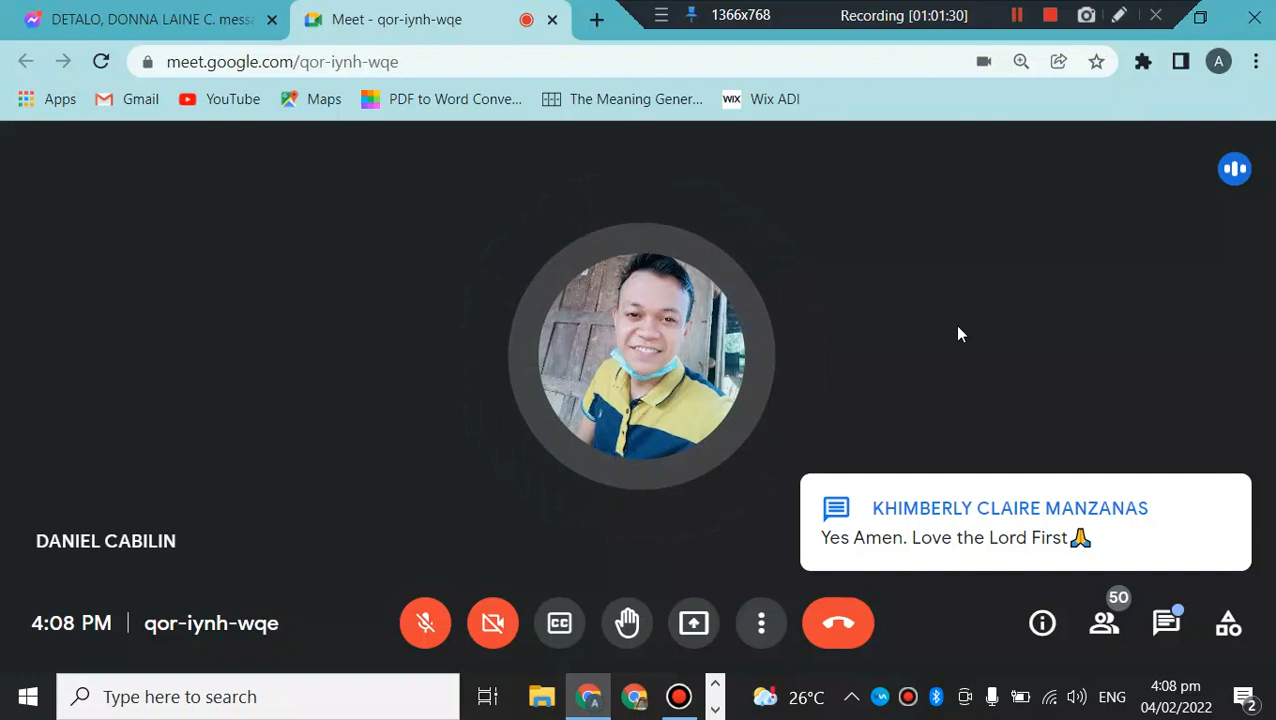 DETALO, DONNA LAINE C. messa
Meet - qor-iynh-wqe
1366x768
Recording [01:01:30]
meet.google.com/qor-iynh-wqe
A
Apps
Gmail
YouTube
Maps
PDF to Word Conve...
The Meaning Gener...
WIX
Wix ADI
KHIMBERLY CLAIRE MANZANAS
Yes Amen. Love the Lord First🙏
DANIEL CABILIN
50
4:08 PM
qor-iynh-wqe
CC
Type here to search
A
26°C
ENG
4:08 pm
04/02/2022
2